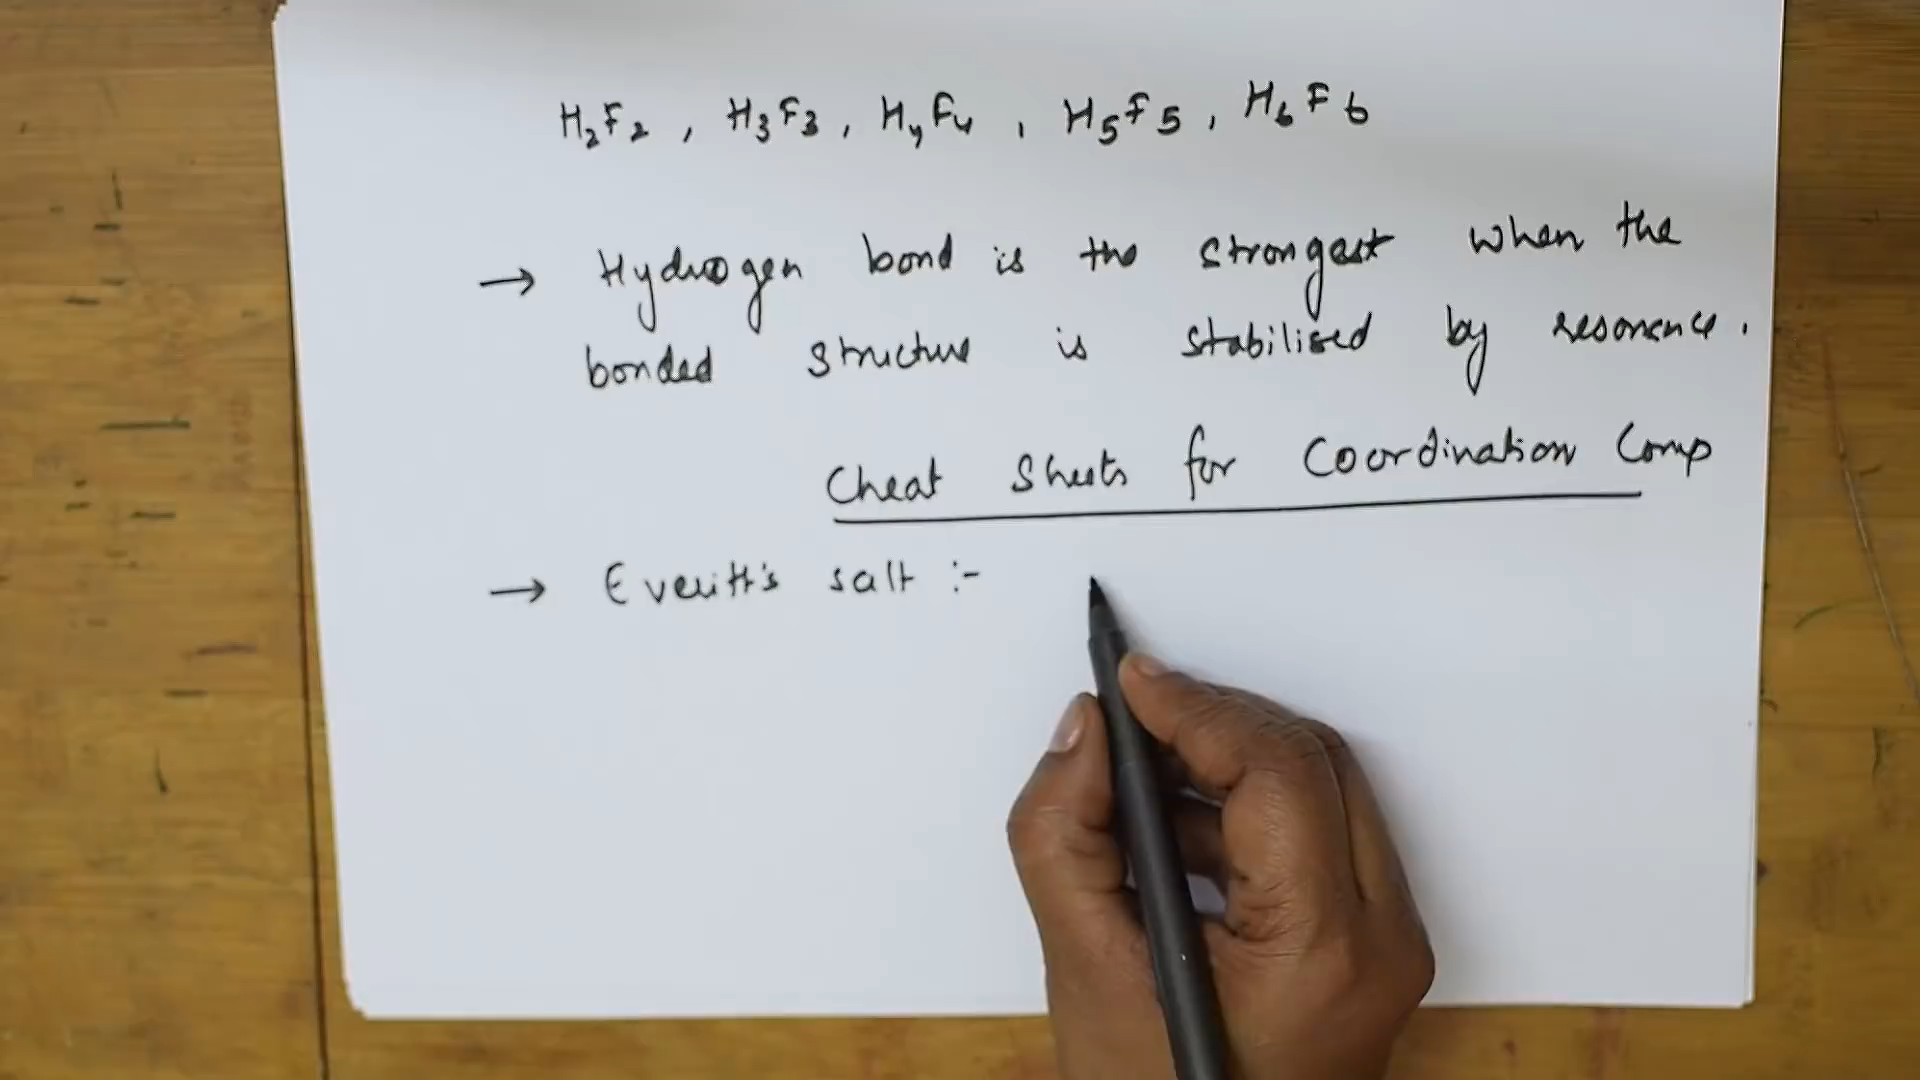 H₂F₂ , H₃F₃ , H₄F₄ , H₅F₅ , H₆F₆
→ Hydrogen bond is the strongest when the
bonded structure is stabilised by resonance .
Cheat Sheets for Coordination Comp
→ Everitt's salt :-